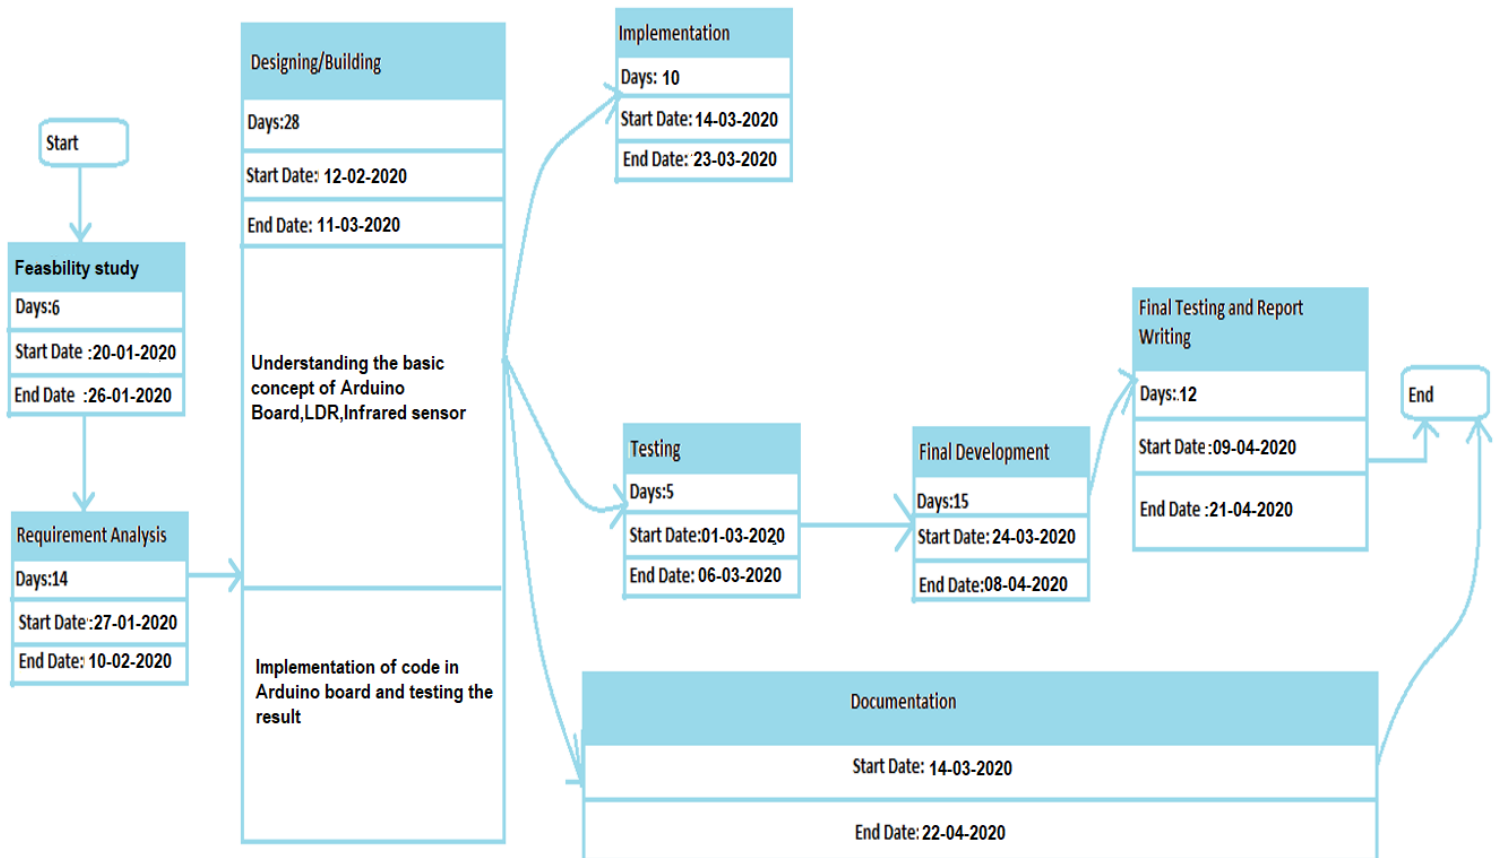 Start
Feasbility study
Days:6
Start Date :20-01-2020
End Date :26-01-2020
Requirement Analysis
Days:14
Start Date :27-01-2020
End Date: 10-02-2020
Designing/Building
Days:28
Start Date: 12-02-2020
End Date: 11-03-2020
Understanding the basic
concept of Arduino
Board,LDR,Infrared sensor
Implementation of code in
Arduino board and testing the
result
Implementation
Days: 10
Start Date: 14-03-2020
End Date: 23-03-2020
Testing
Days:5
Start Date:01-03-2020
End Date: 06-03-2020
Final Development
Days:15
Start Date: 24-03-2020
End Date:08-04-2020
Final Testing and Report
Writing
Days:.12
Start Date:09-04-2020
End Date :21-04-2020
Documentation
Start Date: 14-03-2020
End Date: 22-04-2020
End